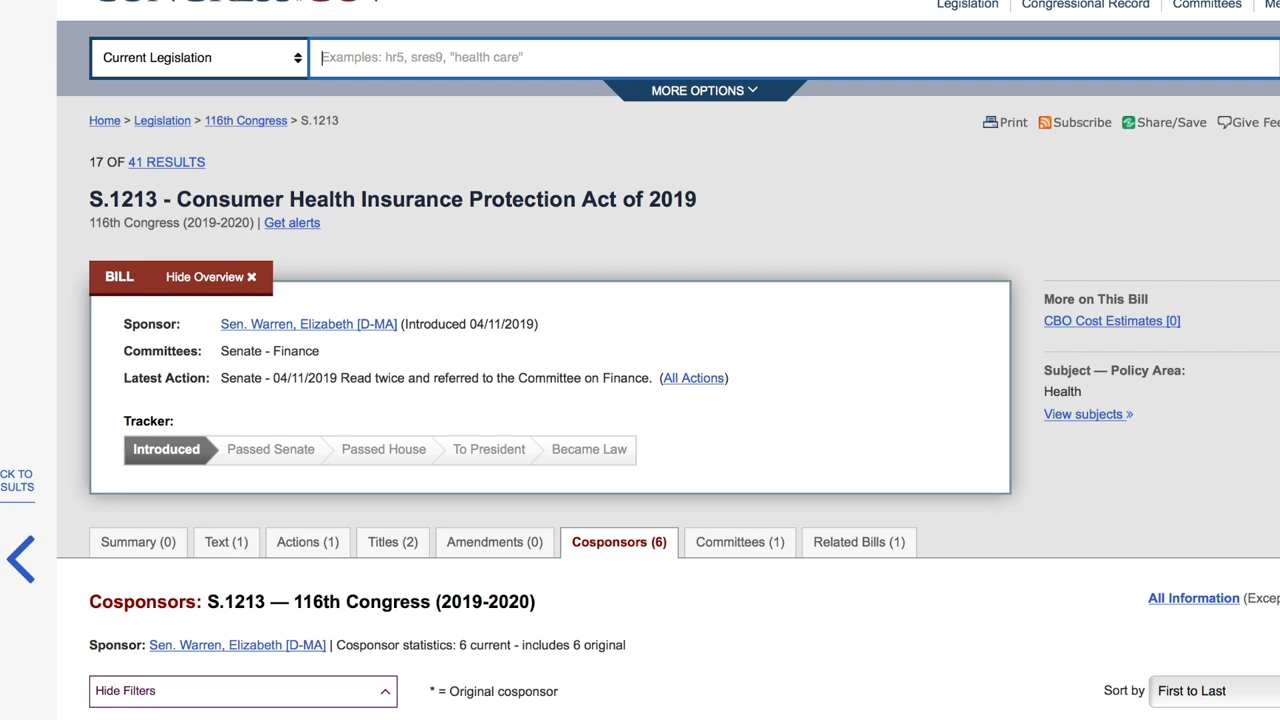 Legislation
Congressional Record
Committees
Current Legislation
Examples: hr5, sres9, "health care"
MORE OPTIONS
Home > Legislation > 116th Congress > S.1213
Print Subscribe Share/Save Give Fee
17 OF 41 RESULTS
S.1213 - Consumer Health Insurance Protection Act of 2019
116th Congress (2019-2020) | Get alerts
BILL Hide Overview ✖
Sponsor: Sen. Warren, Elizabeth [D-MA] (Introduced 04/11/2019)
Committees: Senate - Finance
Latest Action: Senate - 04/11/2019 Read twice and referred to the Committee on Finance. (All Actions)
Tracker:
Introduced Passed Senate Passed House To President Became Law
More on This Bill
CBO Cost Estimates [0]
Subject — Policy Area:
Health
View subjects »
CK TO
SULTS
Summary (0) Text (1) Actions (1) Titles (2) Amendments (0) Cosponsors (6) Committees (1) Related Bills (1)
Cosponsors: S.1213 — 116th Congress (2019-2020)
All Information (Excep
Sponsor: Sen. Warren, Elizabeth [D-MA] | Cosponsor statistics: 6 current - includes 6 original
Hide Filters
* = Original cosponsor
Sort by First to Last